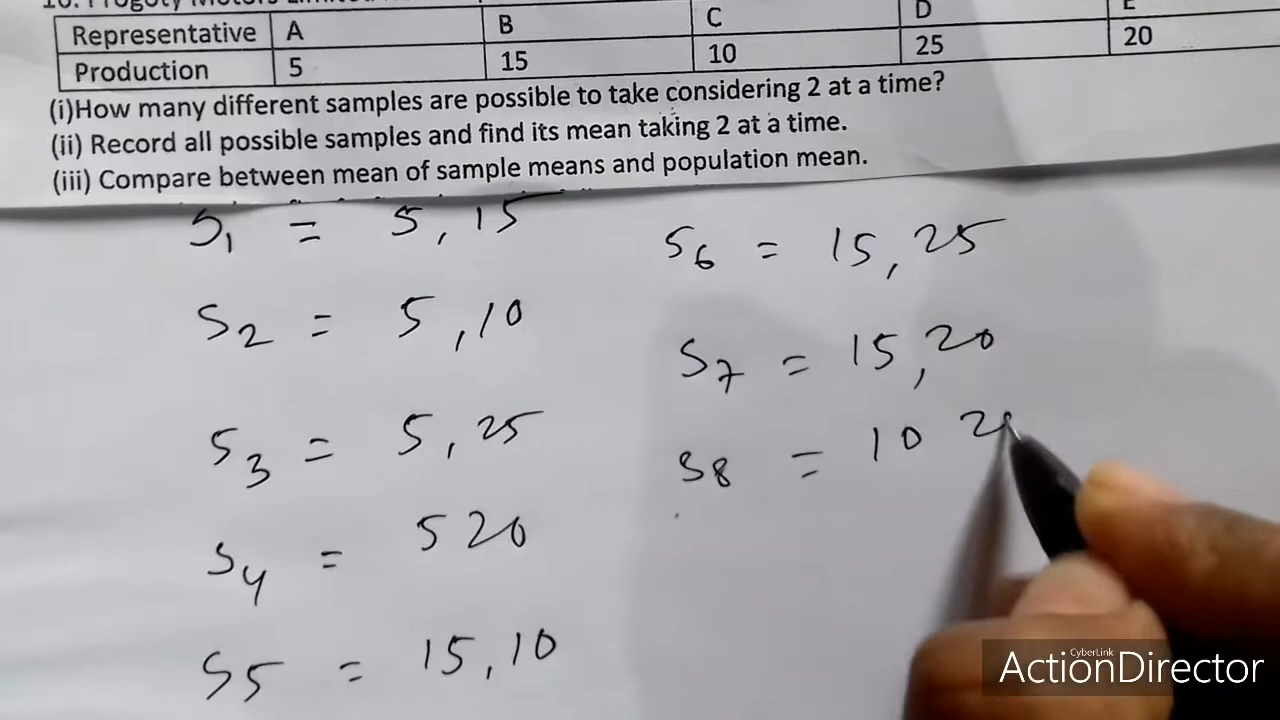 Representative A B C D E
Production 5 15 10 25 20
(i)How many different samples are possible to take considering 2 at a time?
(ii) Record all possible samples and find its mean taking 2 at a time.
(iii) Compare between mean of sample means and population mean.
S1 = 5, 15
S2 = 5, 10
S3 = 5, 25
S4 = 5 20
S5 = 15, 10
S6 = 15, 25
S7 = 15, 20
S8 = 10 2
CyberLink
ActionDirector